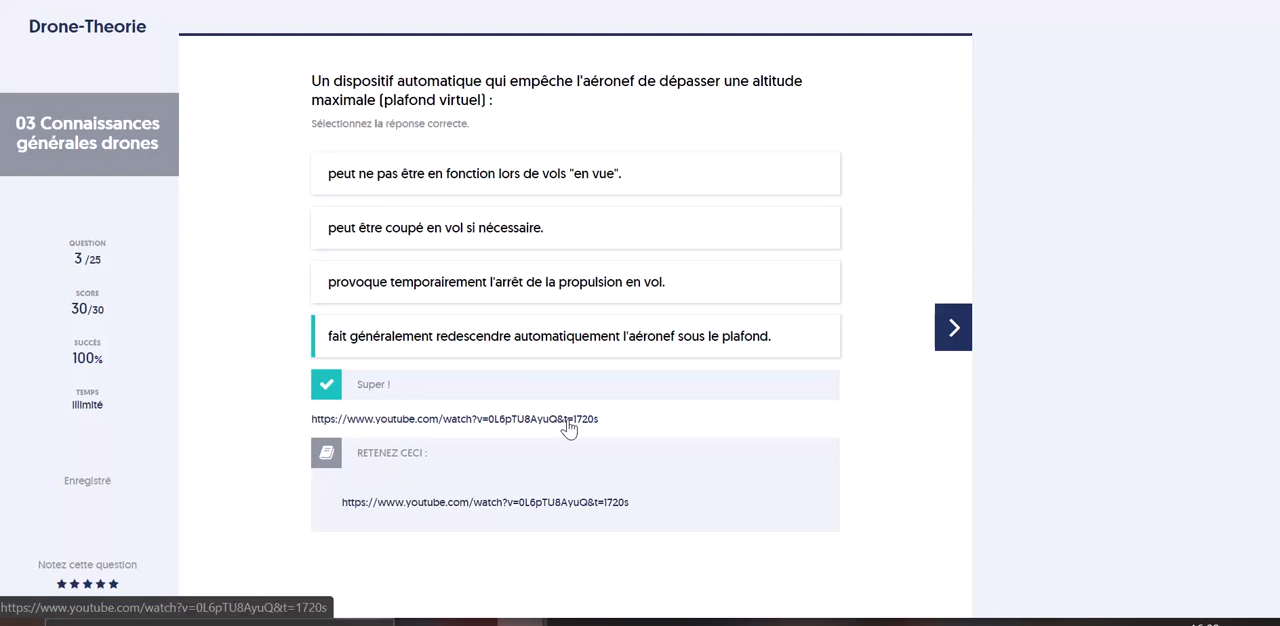 Drone-Theorie
03 Connaissances
générales drones
QUESTION
3 /25
SCORE
30/30
SUCCÈS
100%
TEMPS
Illimité
Enregistré
Notez cette question
Un dispositif automatique qui empêche l'aéronef de dépasser une altitude
maximale (plafond virtuel) :
Sélectionnez la réponse correcte.
peut ne pas être en fonction lors de vols "en vue".
peut être coupé en vol si nécessaire.
provoque temporairement l'arrêt de la propulsion en vol.
fait généralement redescendre automatiquement l'aéronef sous le plafond.
Super !
https://www.youtube.com/watch?v=0L6pTU8AyuQ&t=1720s
RETENEZ CECI :
https://www.youtube.com/watch?v=0L6pTU8AyuQ&t=1720s
https://www.youtube.com/watch?v=0L6pTU8AyuQ&t=1720s